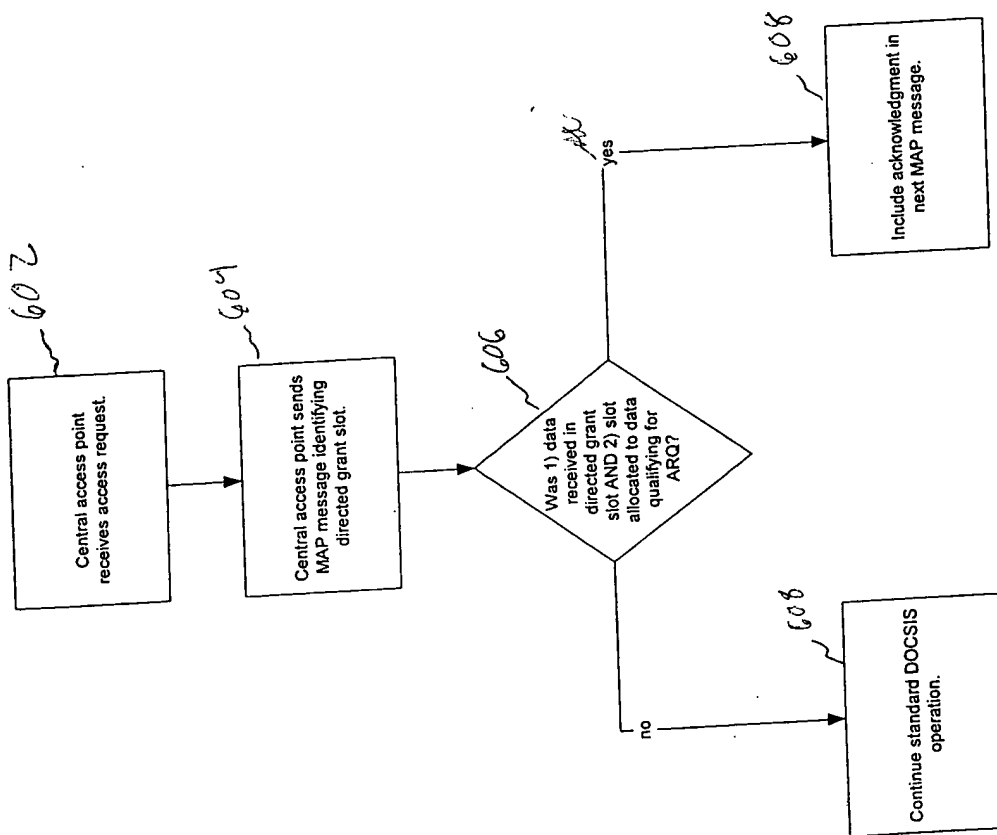 602
Central access point
receives access request.
604
Central access point sends
MAP message identifying
directed grant slot.
606
Was 1) data
received in
directed grant
slot AND 2) slot
allocated to data
qualifying for
ARQ?
no
yes
608
Continue standard DOCSIS
operation.
608
Include acknowledgment in
next MAP message.